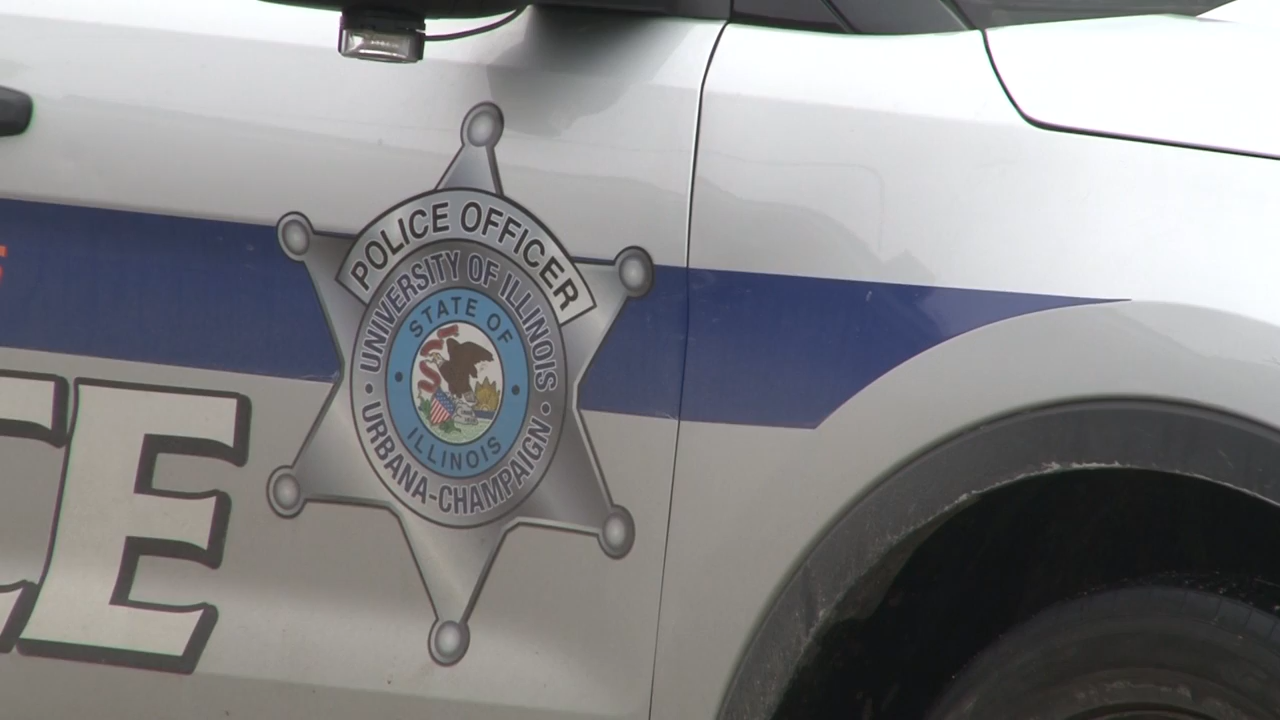 POLICE OFFICER
UNIVERSITY OF ILLINOIS
STATE OF
ILLINOIS
• URBANA-CHAMPAIGN •
CE